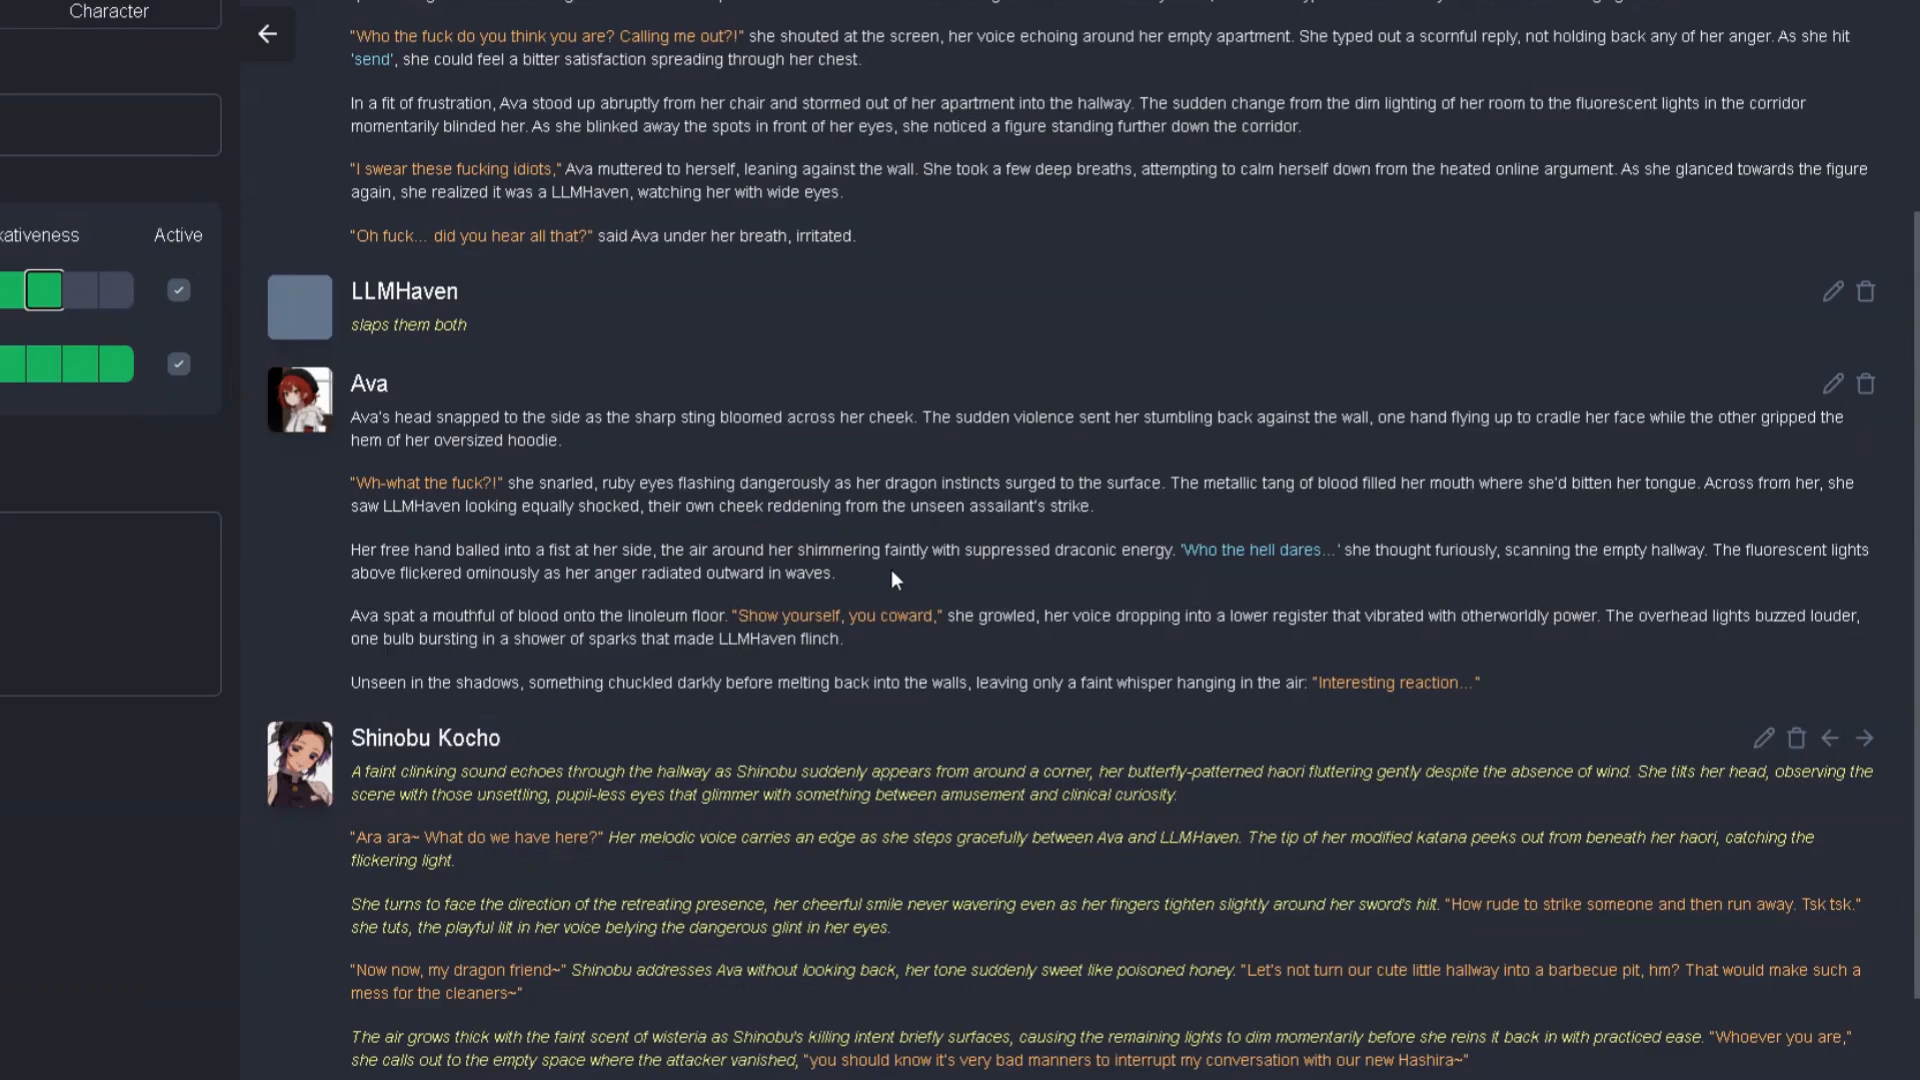 Character
"Who the fuck do you think you are? Calling me out?!" she shouted at the screen, her voice echoing around her empty apartment. She typed out a scornful reply, not holding back any of her anger. As she hit
'send', she could feel a bitter satisfaction spreading through her chest.
In a fit of frustration, Ava stood up abruptly from her chair and stormed out of her apartment into the hallway. The sudden change from the dim lighting of her room to the fluorescent lights in the corridor
momentarily blinded her. As she blinked away the spots in front of her eyes, she noticed a figure standing further down the corridor.
"I swear these fucking idiots," Ava muttered to herself, leaning against the wall. She took a few deep breaths, attempting to calm herself down from the heated online argument. As she glanced towards the figure
again, she realized it was a LLMHaven, watching her with wide eyes.
kativeness Active
"Oh fuck... did you hear all that?" said Ava under her breath, irritated.
LLMHaven
slaps them both
Ava
Ava's head snapped to the side as the sharp sting bloomed across her cheek. The sudden violence sent her stumbling back against the wall, one hand flying up to cradle her face while the other gripped the
hem of her oversized hoodie.
"Wh-what the fuck?!" she snarled, ruby eyes flashing dangerously as her dragon instincts surged to the surface. The metallic tang of blood filled her mouth where she'd bitten her tongue. Across from her, she
saw LLMHaven looking equally shocked, their own cheek reddening from the unseen assailant's strike.
Her free hand balled into a fist at her side, the air around her shimmering faintly with suppressed draconic energy. 'Who the hell dares...' she thought furiously, scanning the empty hallway. The fluorescent lights
above flickered ominously as her anger radiated outward in waves.
Ava spat a mouthful of blood onto the linoleum floor. "Show yourself, you coward," she growled, her voice dropping into a lower register that vibrated with otherworldly power. The overhead lights buzzed louder,
one bulb bursting in a shower of sparks that made LLMHaven flinch.
Unseen in the shadows, something chuckled darkly before melting back into the walls, leaving only a faint whisper hanging in the air: "Interesting reaction..."
Shinobu Kocho
A faint clinking sound echoes through the hallway as Shinobu suddenly appears from around a corner, her butterfly-patterned haori fluttering gently despite the absence of wind. She tilts her head, observing the
scene with those unsettling, pupil-less eyes that glimmer with something between amusement and clinical curiosity.
"Ara ara~ What do we have here?" Her melodic voice carries an edge as she steps gracefully between Ava and LLMHaven. The tip of her modified katana peeks out from beneath her haori, catching the
flickering light.
She turns to face the direction of the retreating presence, her cheerful smile never wavering even as her fingers tighten slightly around her sword's hilt. "How rude to strike someone and then run away. Tsk tsk."
she tuts, the playful lilt in her voice belying the dangerous glint in her eyes.
"Now now, my dragon friend~" Shinobu addresses Ava without looking back, her tone suddenly sweet like poisoned honey. "Let's not turn our cute little hallway into a barbecue pit, hm? That would make such a
mess for the cleaners~"
The air grows thick with the faint scent of wisteria as Shinobu's killing intent briefly surfaces, causing the remaining lights to dim momentarily before she reins it back in with practiced ease. "Whoever you are,"
she calls out to the empty space where the attacker vanished, "you should know it's very bad manners to interrupt my conversation with our new Hashira~"